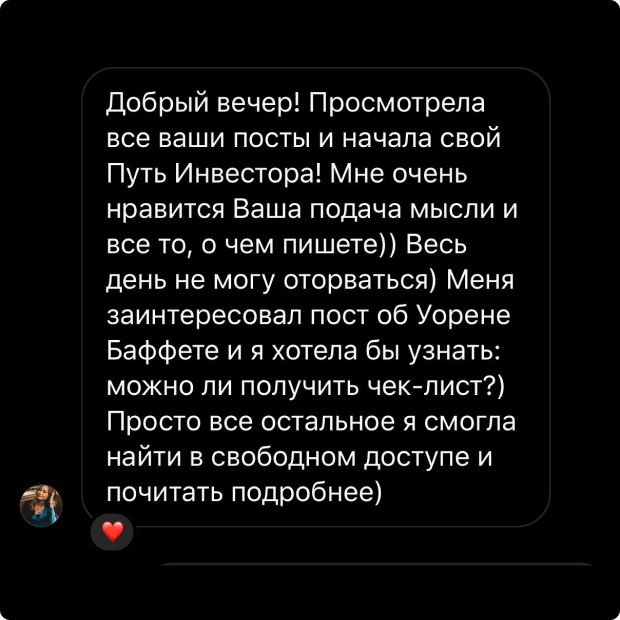 Добрый вечер! Просмотрела
все ваши посты и начала свой
Путь Инвестора! Мне очень
нравится Ваша подача мысли и
все то, о чем пишете)) Весь
день не могу оторваться) Меня
заинтересовал пост об Уорене
Баффете и я хотела бы узнать:
можно ли получить чек-лист?)
Просто все остальное я смогла
найти в свободном доступе и
почитать подробнее)